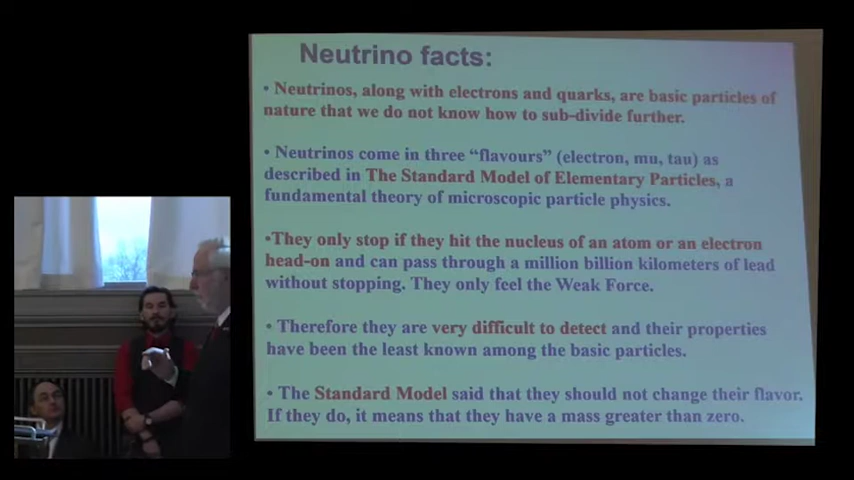 Neutrino facts:
• Neutrinos, along with electrons and quarks, are basic particles of
nature that we do not know how to sub-divide further.
• Neutrinos come in three “flavours” (electron, mu, tau) as
described in The Standard Model of Elementary Particles, a
fundamental theory of microscopic particle physics.
•They only stop if they hit the nucleus of an atom or an electron
head-on and can pass through a million billion kilometers of lead
without stopping. They only feel the Weak Force.
• Therefore they are very difficult to detect and their properties
have been the least known among the basic particles.
• The Standard Model said that they should not change their flavor.
If they do, it means that they have a mass greater than zero.